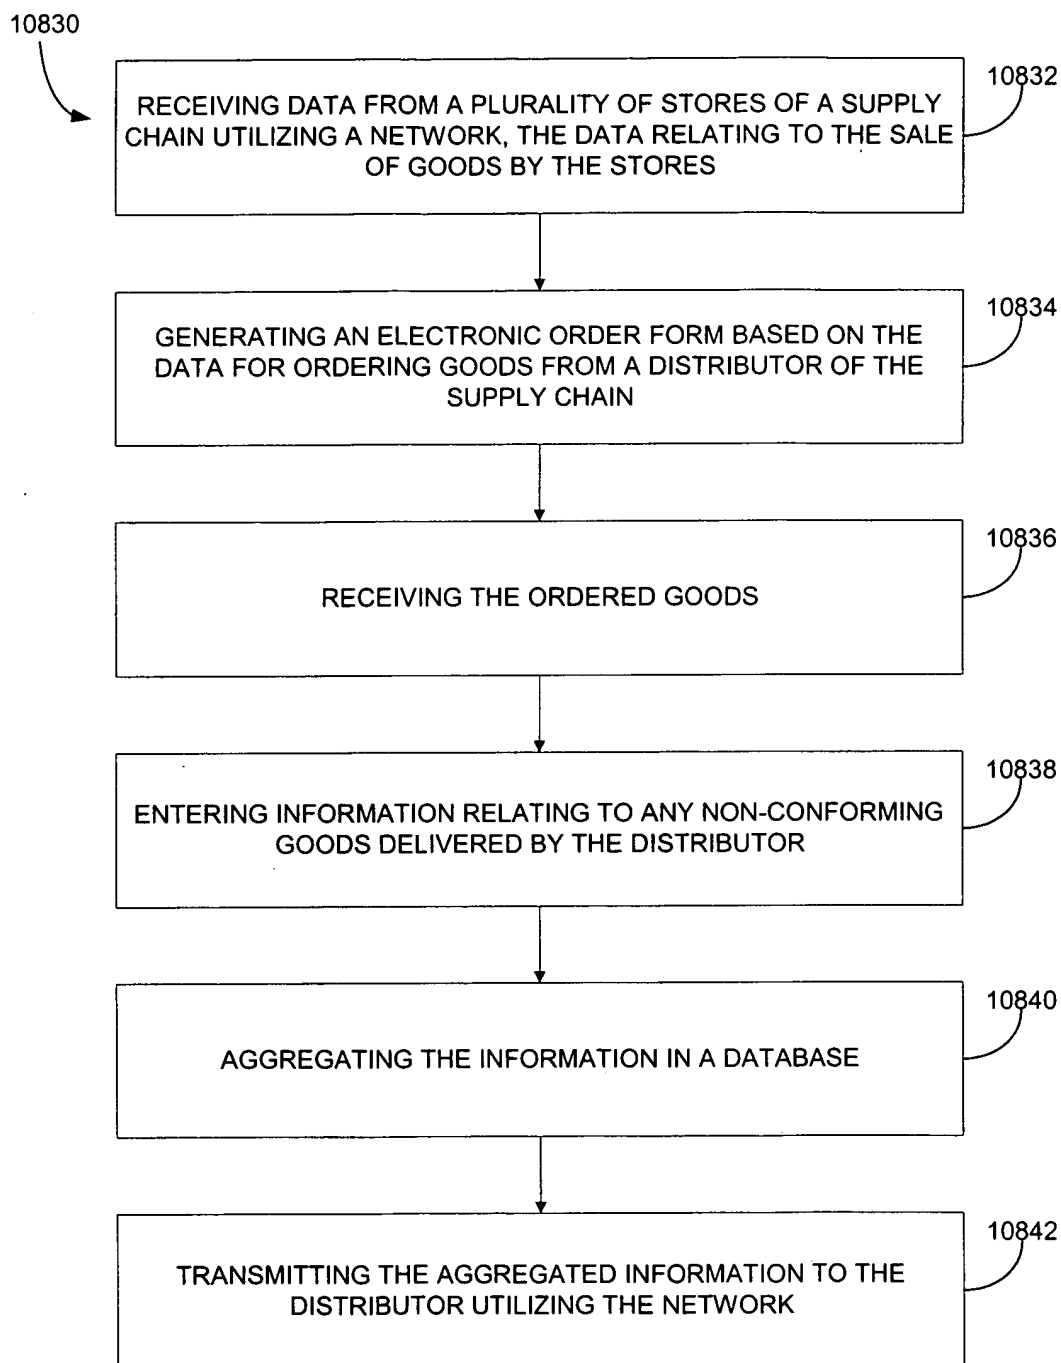 10830
10832
RECEIVING DATA FROM A PLURALITY OF STORES OF A SUPPLY
CHAIN UTILIZING A NETWORK, THE DATA RELATING TO THE SALE
OF GOODS BY THE STORES
10834
GENERATING AN ELECTRONIC ORDER FORM BASED ON THE
DATA FOR ORDERING GOODS FROM A DISTRIBUTOR OF THE
SUPPLY CHAIN
10836
RECEIVING THE ORDERED GOODS
10838
ENTERING INFORMATION RELATING TO ANY NON-CONFORMING
GOODS DELIVERED BY THE DISTRIBUTOR
10840
AGGREGATING THE INFORMATION IN A DATABASE
10842
TRANSMITTING THE AGGREGATED INFORMATION TO THE
DISTRIBUTOR UTILIZING THE NETWORK